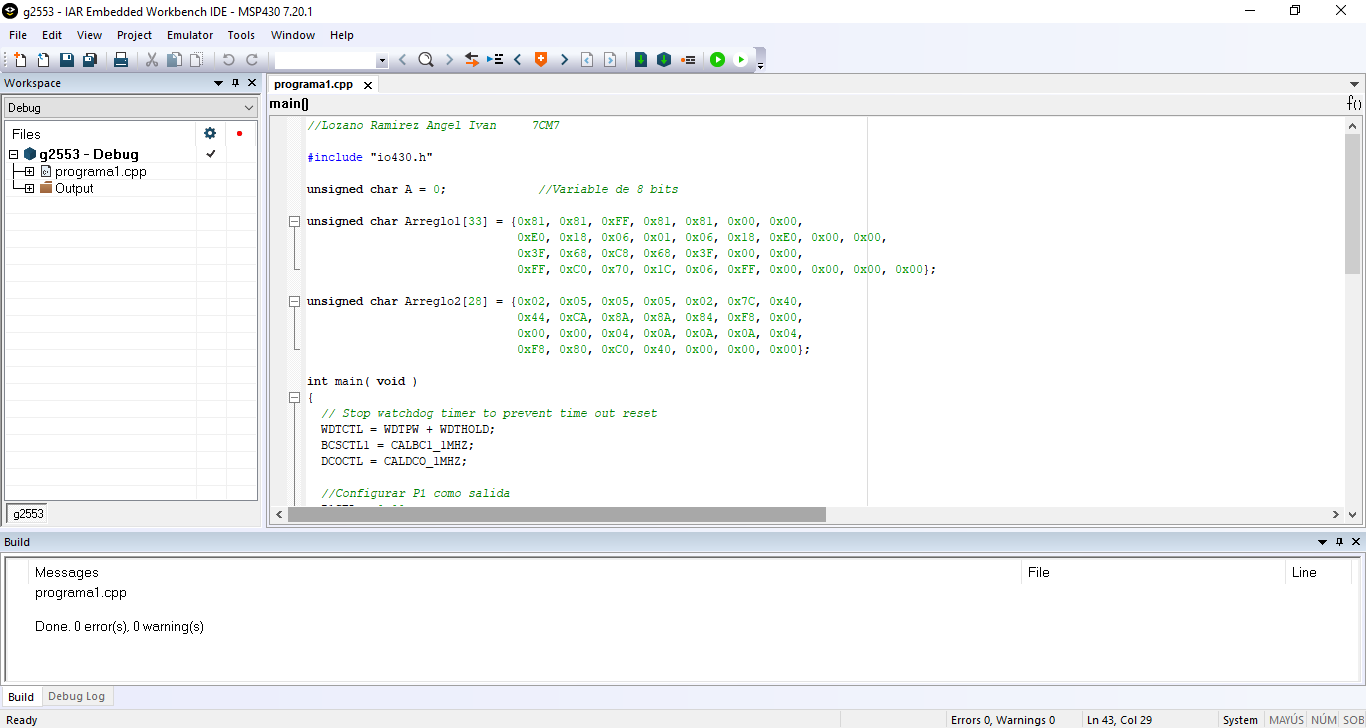 g2553 - IAR Embedded Workbench IDE - MSP430 7.20.1
File Edit View Project Emulator Tools Window Help
Workspace
Debug
Files
g2553 - Debug
programa1.cpp
Output
g2553
programa1.cpp
main()
f()
//Lozano Ramirez Angel Ivan     7CM7
#include "io430.h"
unsigned char A = 0;             //Variable de 8 bits
unsigned char Arreglo1[33] = {0x81, 0x81, 0xFF, 0x81, 0x81, 0x00, 0x00,
0xE0, 0x18, 0x06, 0x01, 0x06, 0x18, 0xE0, 0x00, 0x00,
0x3F, 0x68, 0xC8, 0x68, 0x3F, 0x00, 0x00,
0xFF, 0xC0, 0x70, 0x1C, 0x06, 0xFF, 0x00, 0x00, 0x00, 0x00};
unsigned char Arreglo2[28] = {0x02, 0x05, 0x05, 0x05, 0x02, 0x7C, 0x40,
0x44, 0xCA, 0x8A, 0x8A, 0x84, 0xF8, 0x00,
0x00, 0x00, 0x04, 0x0A, 0x0A, 0x0A, 0x04,
0xF8, 0x80, 0xC0, 0x40, 0x00, 0x00, 0x00};
int main( void )
{
// Stop watchdog timer to prevent time out reset
WDTCTL = WDTPW + WDTHOLD;
BCSCTL1 = CALBC1_1MHZ;
DCOCTL = CALDCO_1MHZ;
//Configurar P1 como salida
Build
Messages File Line
programa1.cpp
Done. 0 error(s), 0 warning(s)
Build Debug Log
Ready Errors 0, Warnings 0 Ln 43, Col 29 System MAYÚS NÚM SOB